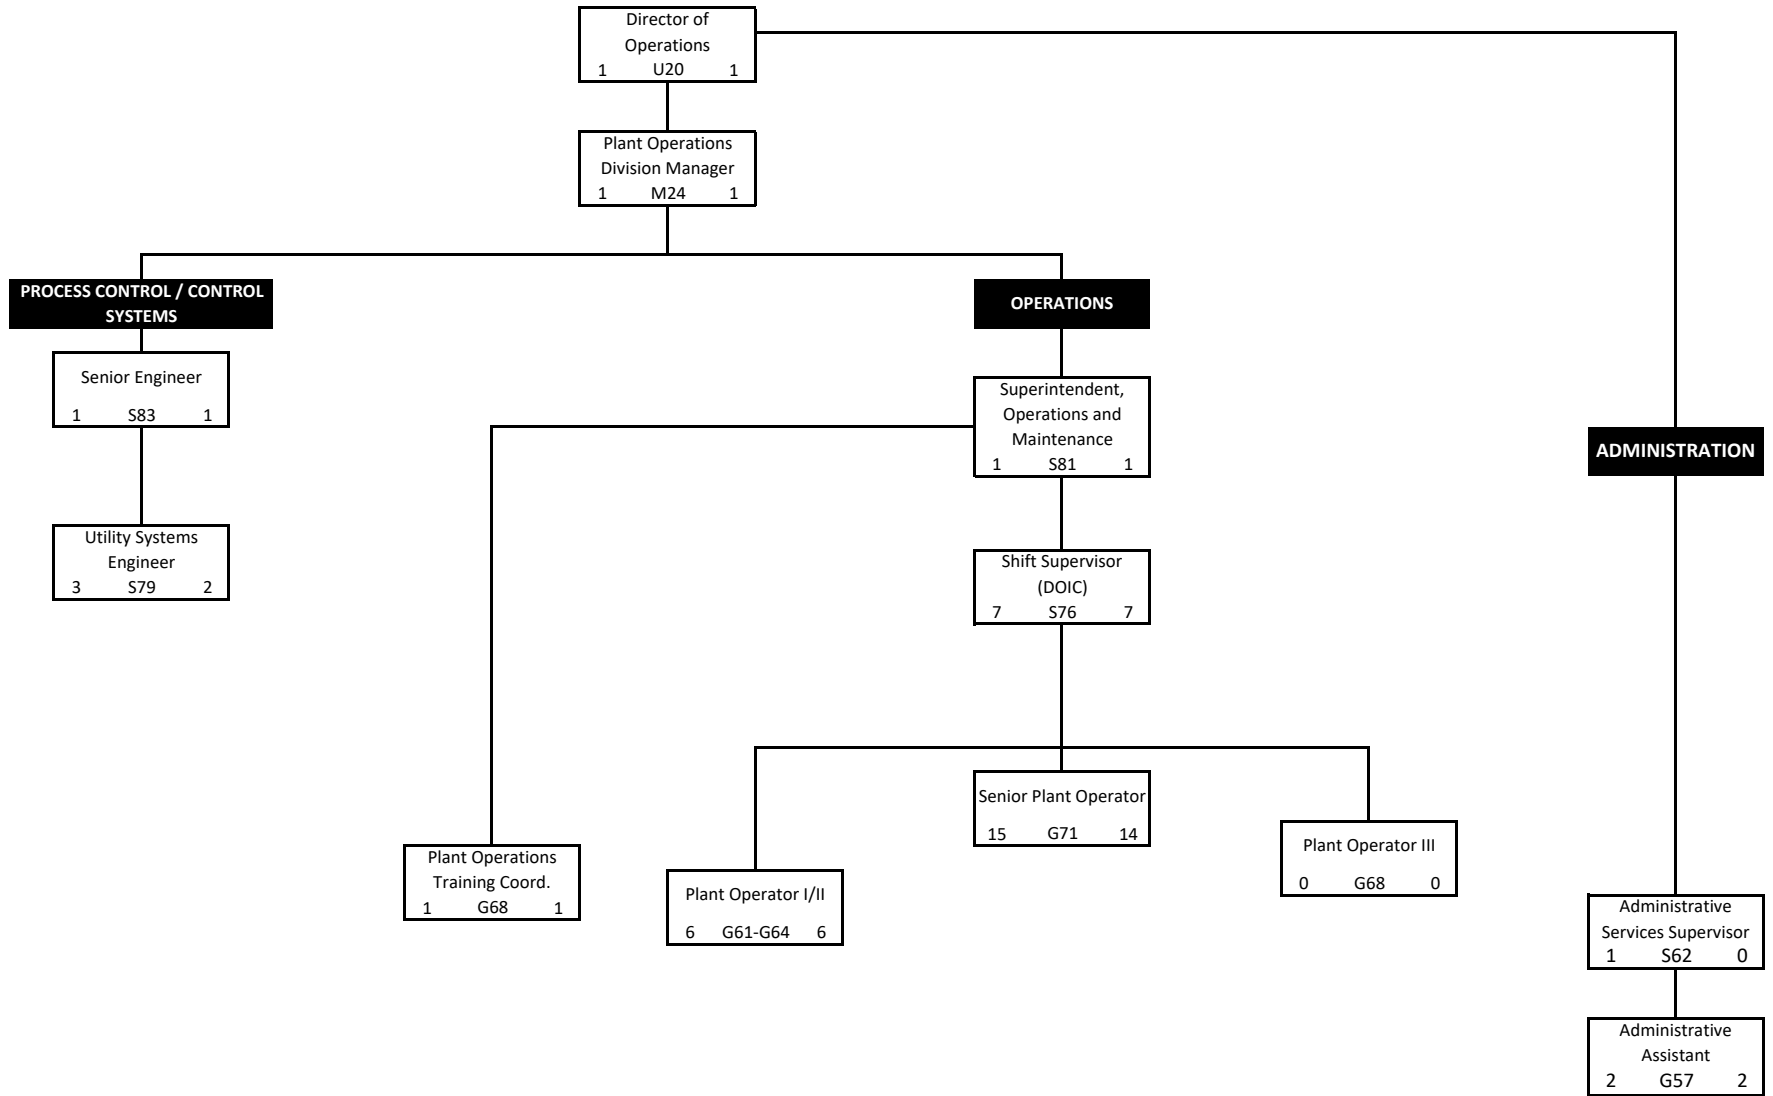 Director of
Operations
1 U20 1
Plant Operations
Division Manager
1 M24 1
PROCESS CONTROL / CONTROL
SYSTEMS
OPERATIONS
Senior Engineer
1 S83 1
Superintendent,
Operations and
Maintenance
1 S81 1
ADMINISTRATION
Utility Systems
Engineer
3 S79 2
Shift Supervisor
(DOIC)
7 S76 7
Senior Plant Operator
15 G71 14
Plant Operator III
0 G68 0
Plant Operations
Training Coord.
1 G68 1
Plant Operator I/II
6 G61-G64 6
Administrative
Services Supervisor
1 S62 0
Administrative
Assistant
2 G57 2